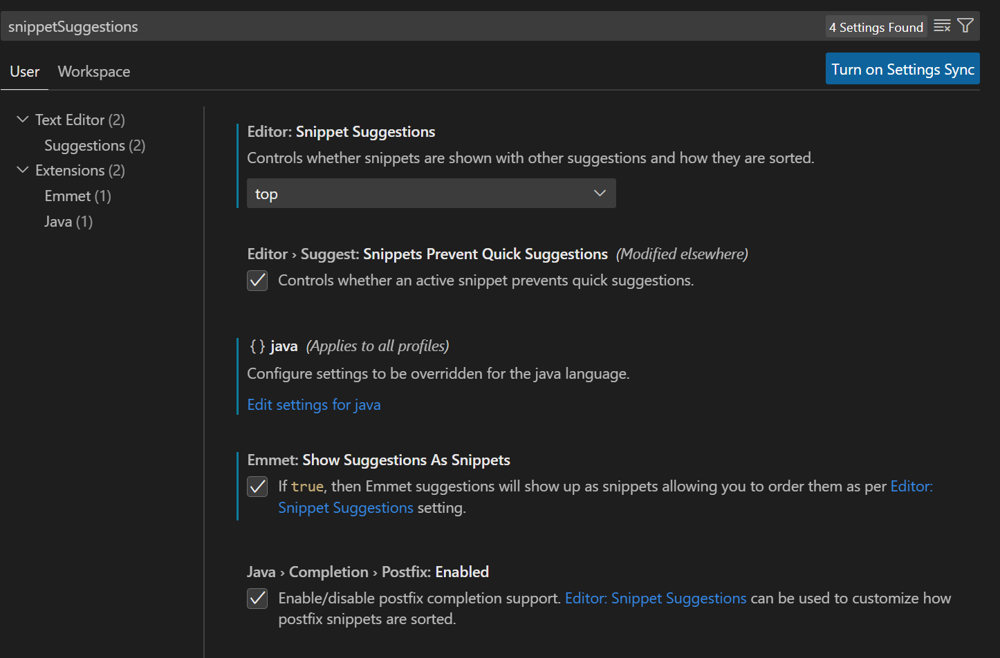 snippetSuggestions
4 Settings Found
User Workspace
Turn on Settings Sync
Text Editor (2)
Suggestions (2)
Extensions (2)
Emmet (1)
Java (1)
Editor: Snippet Suggestions
Controls whether snippets are shown with other suggestions and how they are sorted.
top
Editor › Suggest: Snippets Prevent Quick Suggestions (Modified elsewhere)
Controls whether an active snippet prevents quick suggestions.
{ } java (Applies to all profiles)
Configure settings to be overridden for the java language.
Edit settings for java
Emmet: Show Suggestions As Snippets
If true, then Emmet suggestions will show up as snippets allowing you to order them as per Editor:
Snippet Suggestions setting.
Java › Completion › Postfix: Enabled
Enable/disable postfix completion support. Editor: Snippet Suggestions can be used to customize how
postfix snippets are sorted.